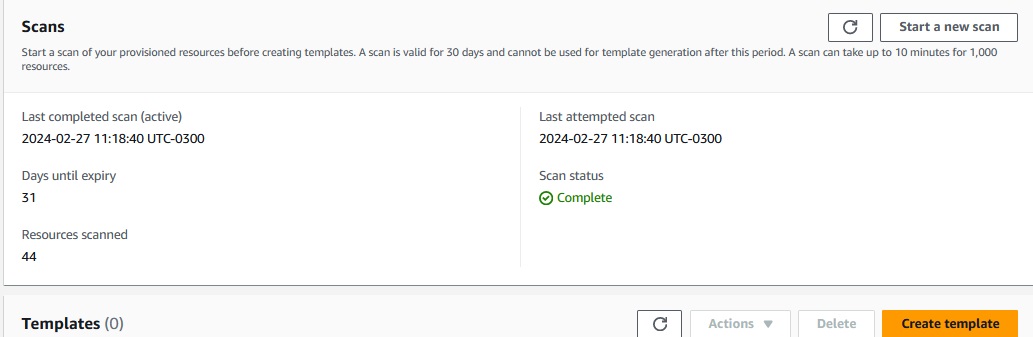 Scans
Start a new scan
Start a scan of your provisioned resources before creating templates. A scan is valid for 30 days and cannot be used for template generation after this period. A scan can take up to 10 minutes for 1,000
resources.
Last completed scan (active)
2024-02-27 11:18:40 UTC-0300
Days until expiry
31
Resources scanned
44
Last attempted scan
2024-02-27 11:18:40 UTC-0300
Scan status
Complete
Templates (0)
Actions
Delete
Create template